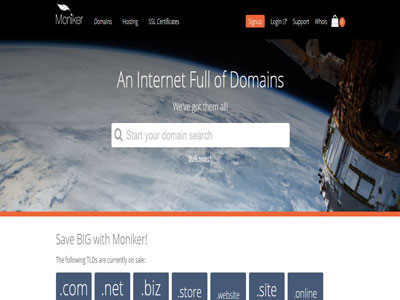 Moniker
Domains Hosting SSL Certificates Signup Login Support Whois
An Internet Full of Domains
We've got them all!
Start your domain search
Bulk search
Save BIG with Moniker!
The following TLDs are currently on sale:
.com .net .biz .store .website .site .online